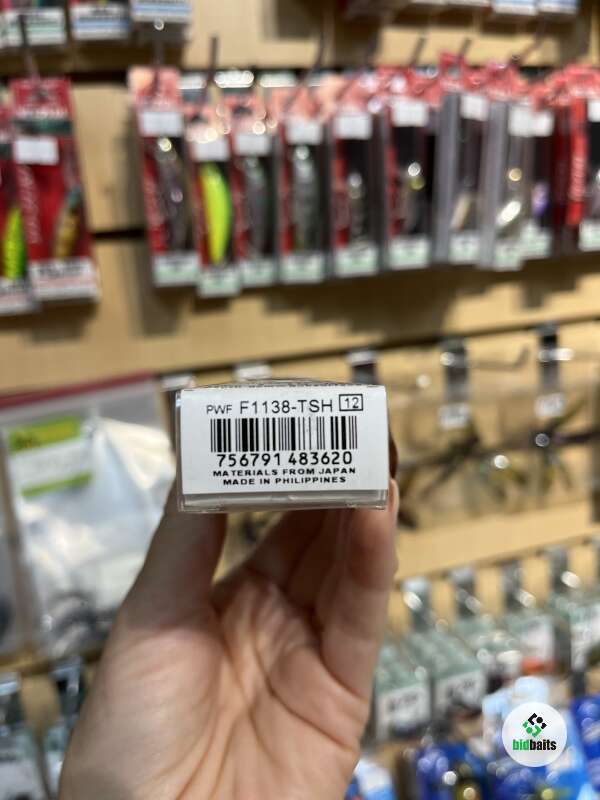 PWF F1138-TSH 12
756791 483620
MATERIALS FROM JAPAN
MADE IN PHILIPPINES
bidbaits